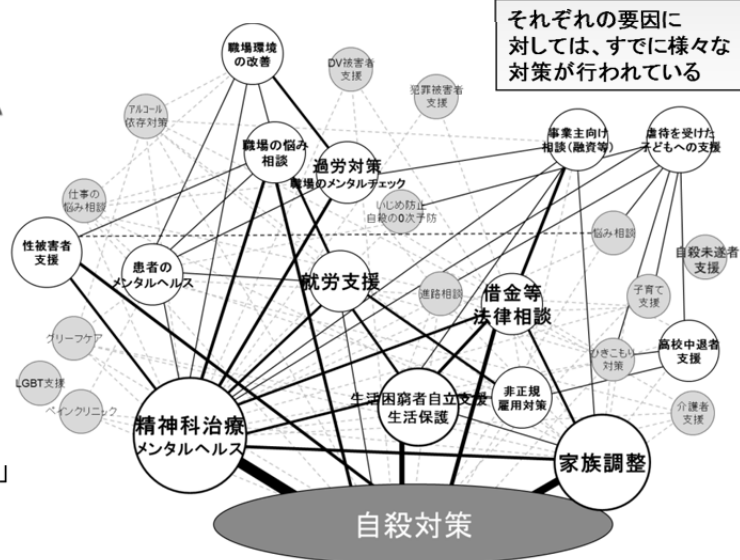 それぞれの要因に
対しては、すでに様々な
対策が行われている
職場環境
の改善
DV被害者
支援
犯罪被害者
支援
アルコール
依存対策
職場の悩み
相談
過労対策
職場のメンタルチェック
事業主向け
相談(融資等)
虐待を受けた
子どもへの支援
仕事の
悩み相談
いじめ防止
自殺の0次予防
性被害者
支援
患者の
メンタルヘルス
就労支援
進路相談
借金等
法律相談
悩み相談
自殺未遂者
支援
子育て
支援
グリーフケア
LGBT支援
ペインクリニック
ひきこもり
対策
高校中退者
支援
精神科治療
メンタルヘルス
生活困窮者自立支援
生活保護
非正規
雇用対策
介護者
支援
家族調整
」
自殺対策